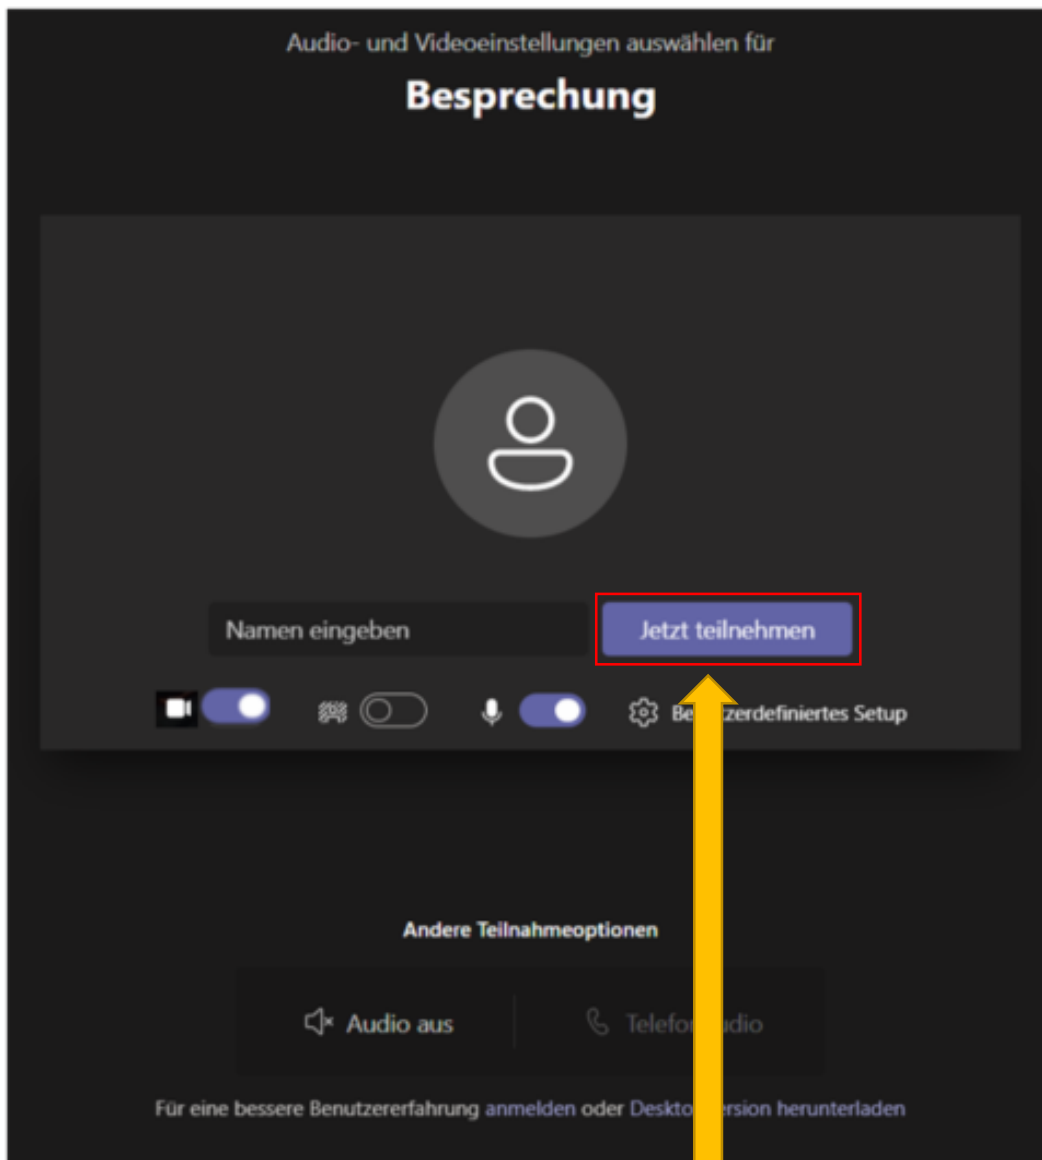 Audio- und Videoeinstellungen auswählen für
Besprechung
Namen eingeben
Jetzt teilnehmen
Setup
Andere Teilnahmeoptionen
Audio aus
Für eine bessere Benutzererfahrung anmelden oder herunterladen